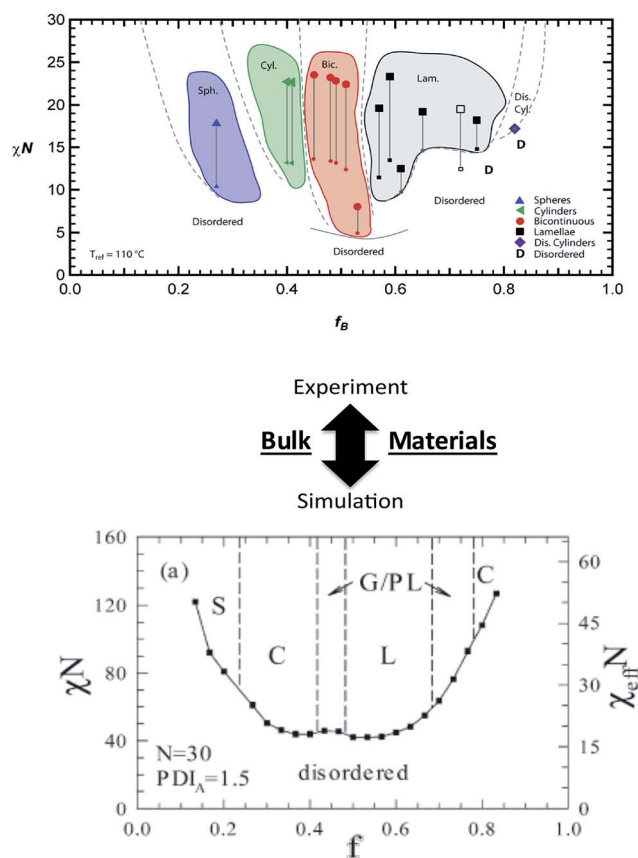 30
25
20
15
10
5
0
χN
Sph.
Cyl.
Bic.
Lam.
Dis.
Cyl.
D
D
Disordered
Disordered
Disordered
T_ref = 110 °C
Spheres
Cylinders
Bicontinuous
Lamellae
Dis. Cylinders
D Disordered
0.0 0.2 0.4 0.6 0.8 1.0
f_B
Experiment
Bulk Materials
Simulation
160
120
80
40
0
χN
(a)
S
C
G/PL
L
C
60
45
30
15
0
χ_eff N
N=30
PDI_A=1.5
disordered
0.0 0.2 0.4 0.6 0.8 1.0
f